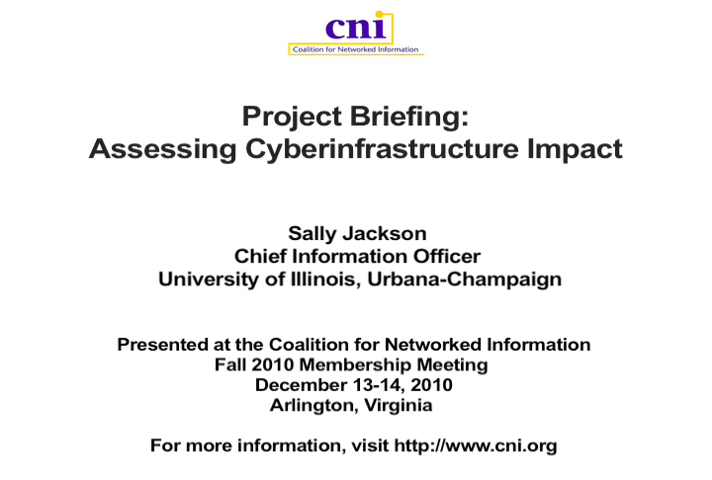 cni
Coalition for Networked Information
Project Briefing:
Assessing Cyberinfrastructure Impact
Sally Jackson
Chief Information Officer
University of Illinois, Urbana-Champaign
Presented at the Coalition for Networked Information
Fall 2010 Membership Meeting
December 13-14, 2010
Arlington, Virginia
For more information, visit http://www.cni.org